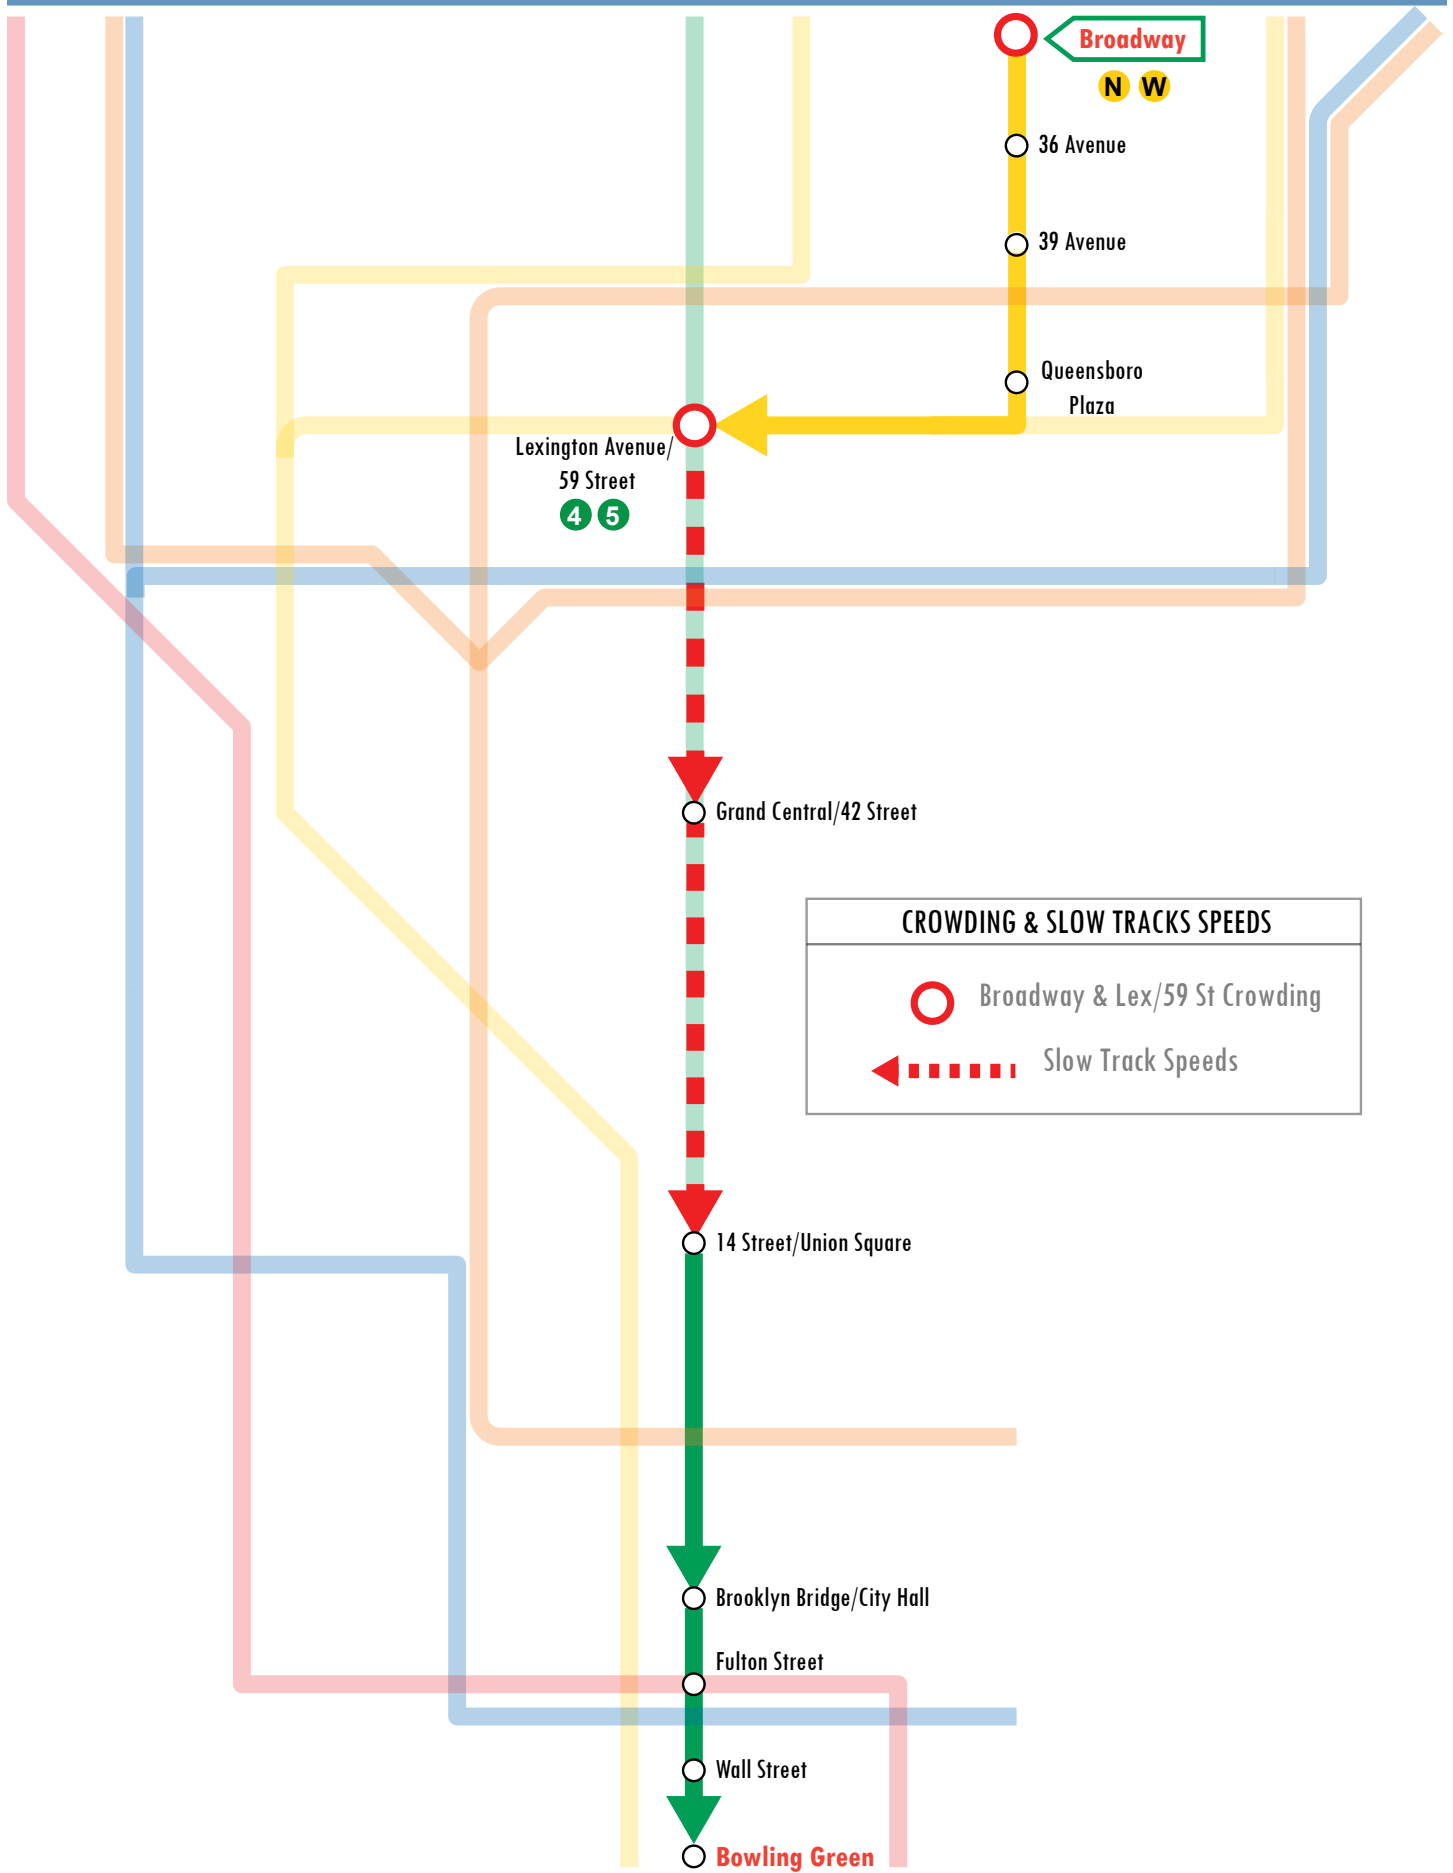 Broadway
N W
36 Avenue
39 Avenue
Queensboro
Plaza
Lexington Avenue/
59 Street
4 5
Grand Central/42 Street
CROWDING & SLOW TRACKS SPEEDS
Broadway & Lex/59 St Crowding
Slow Track Speeds
14 Street/Union Square
Brooklyn Bridge/City Hall
Fulton Street
Wall Street
Bowling Green